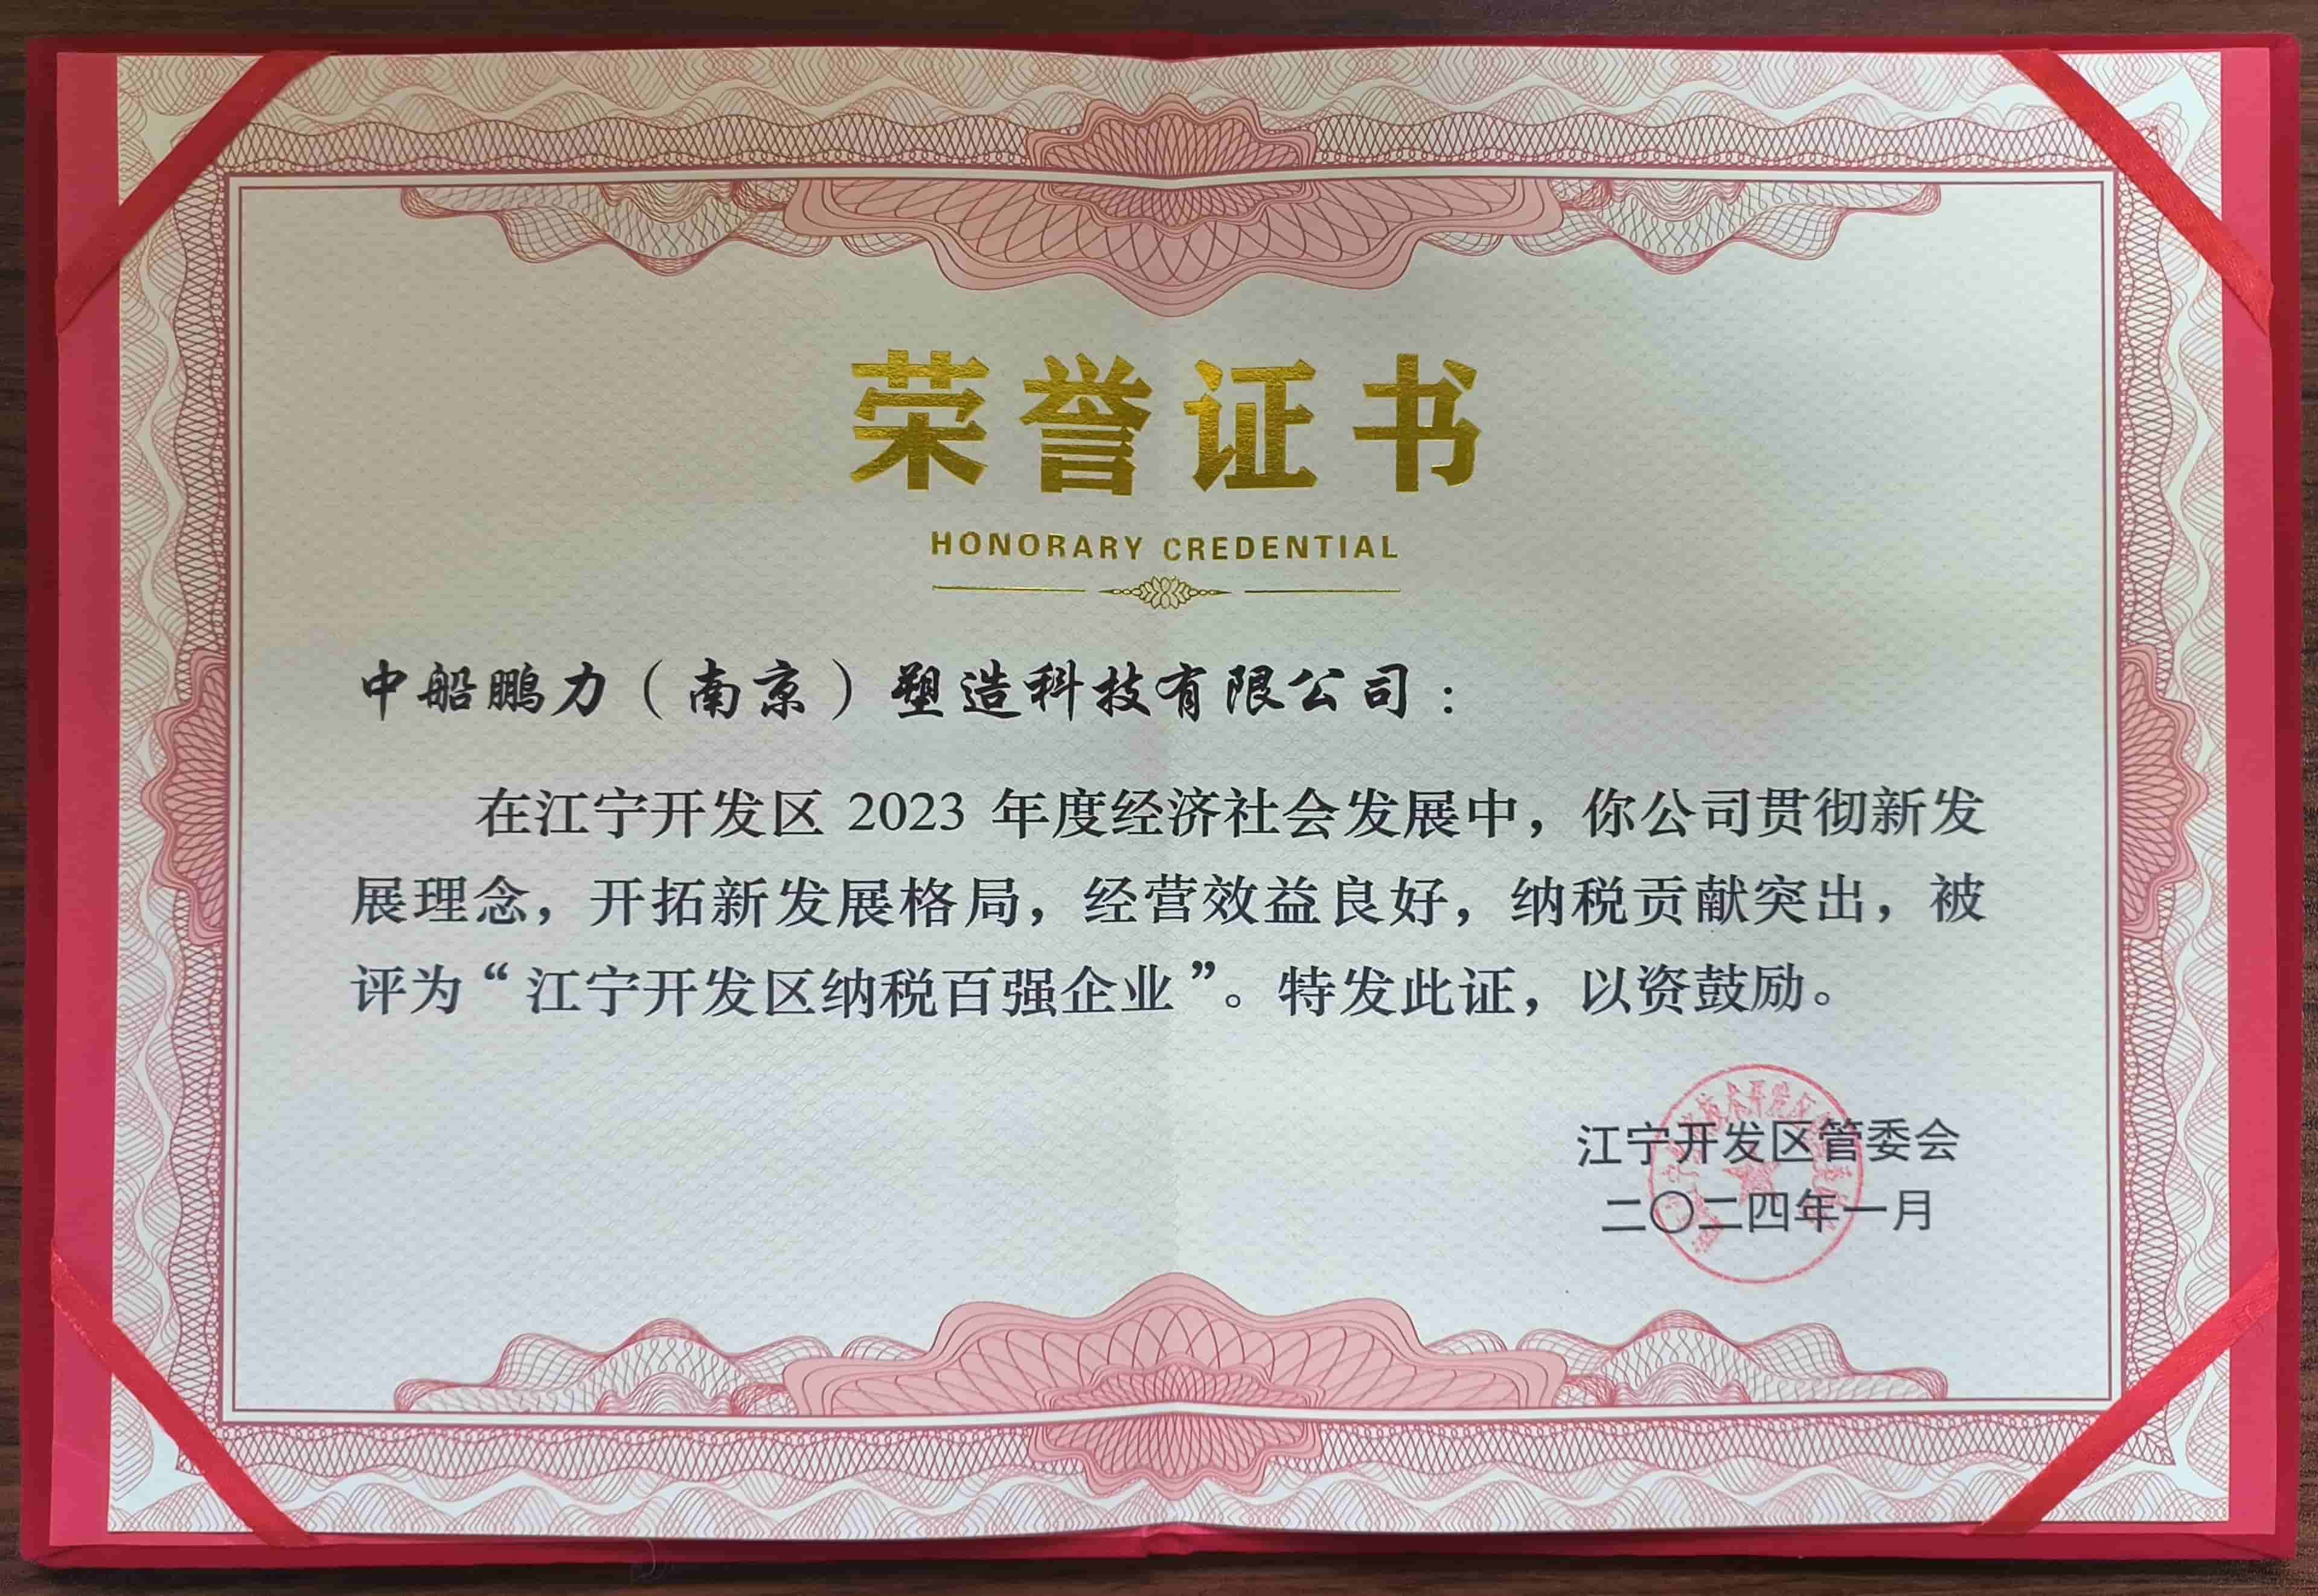 荣誉证书
HONORARY CREDENTIAL
中船鹏力（南京）塑造科技有限公司：
在江宁开发区 2023 年度经济社会发展中，你公司贯彻新发
展理念，开拓新发展格局，经营效益良好，纳税贡献突出，被
评为“江宁开发区纳税百强企业”。特发此证，以资鼓励。
江宁开发区管委会
二〇二四年一月